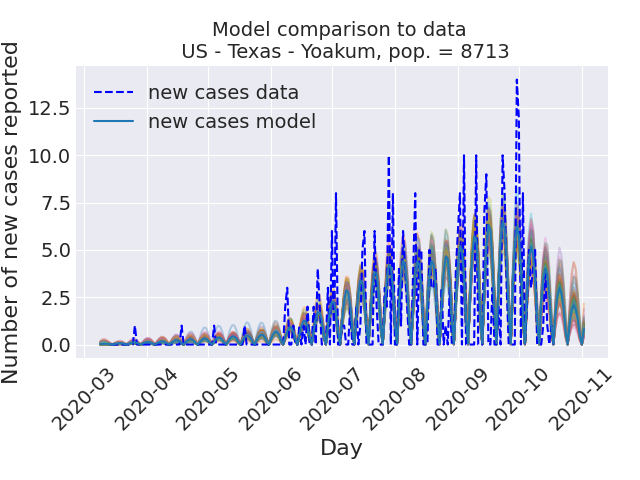 Model comparison to data
US - Texas - Yoakum, pop. = 8713
Number of new cases reported
new cases data
new cases model
12.5
10.0
7.5
5.0
2.5
0.0
2020-03
2020-04
2020-05
2020-06
2020-07
2020-08
2020-09
2020-10
2020-11
Day